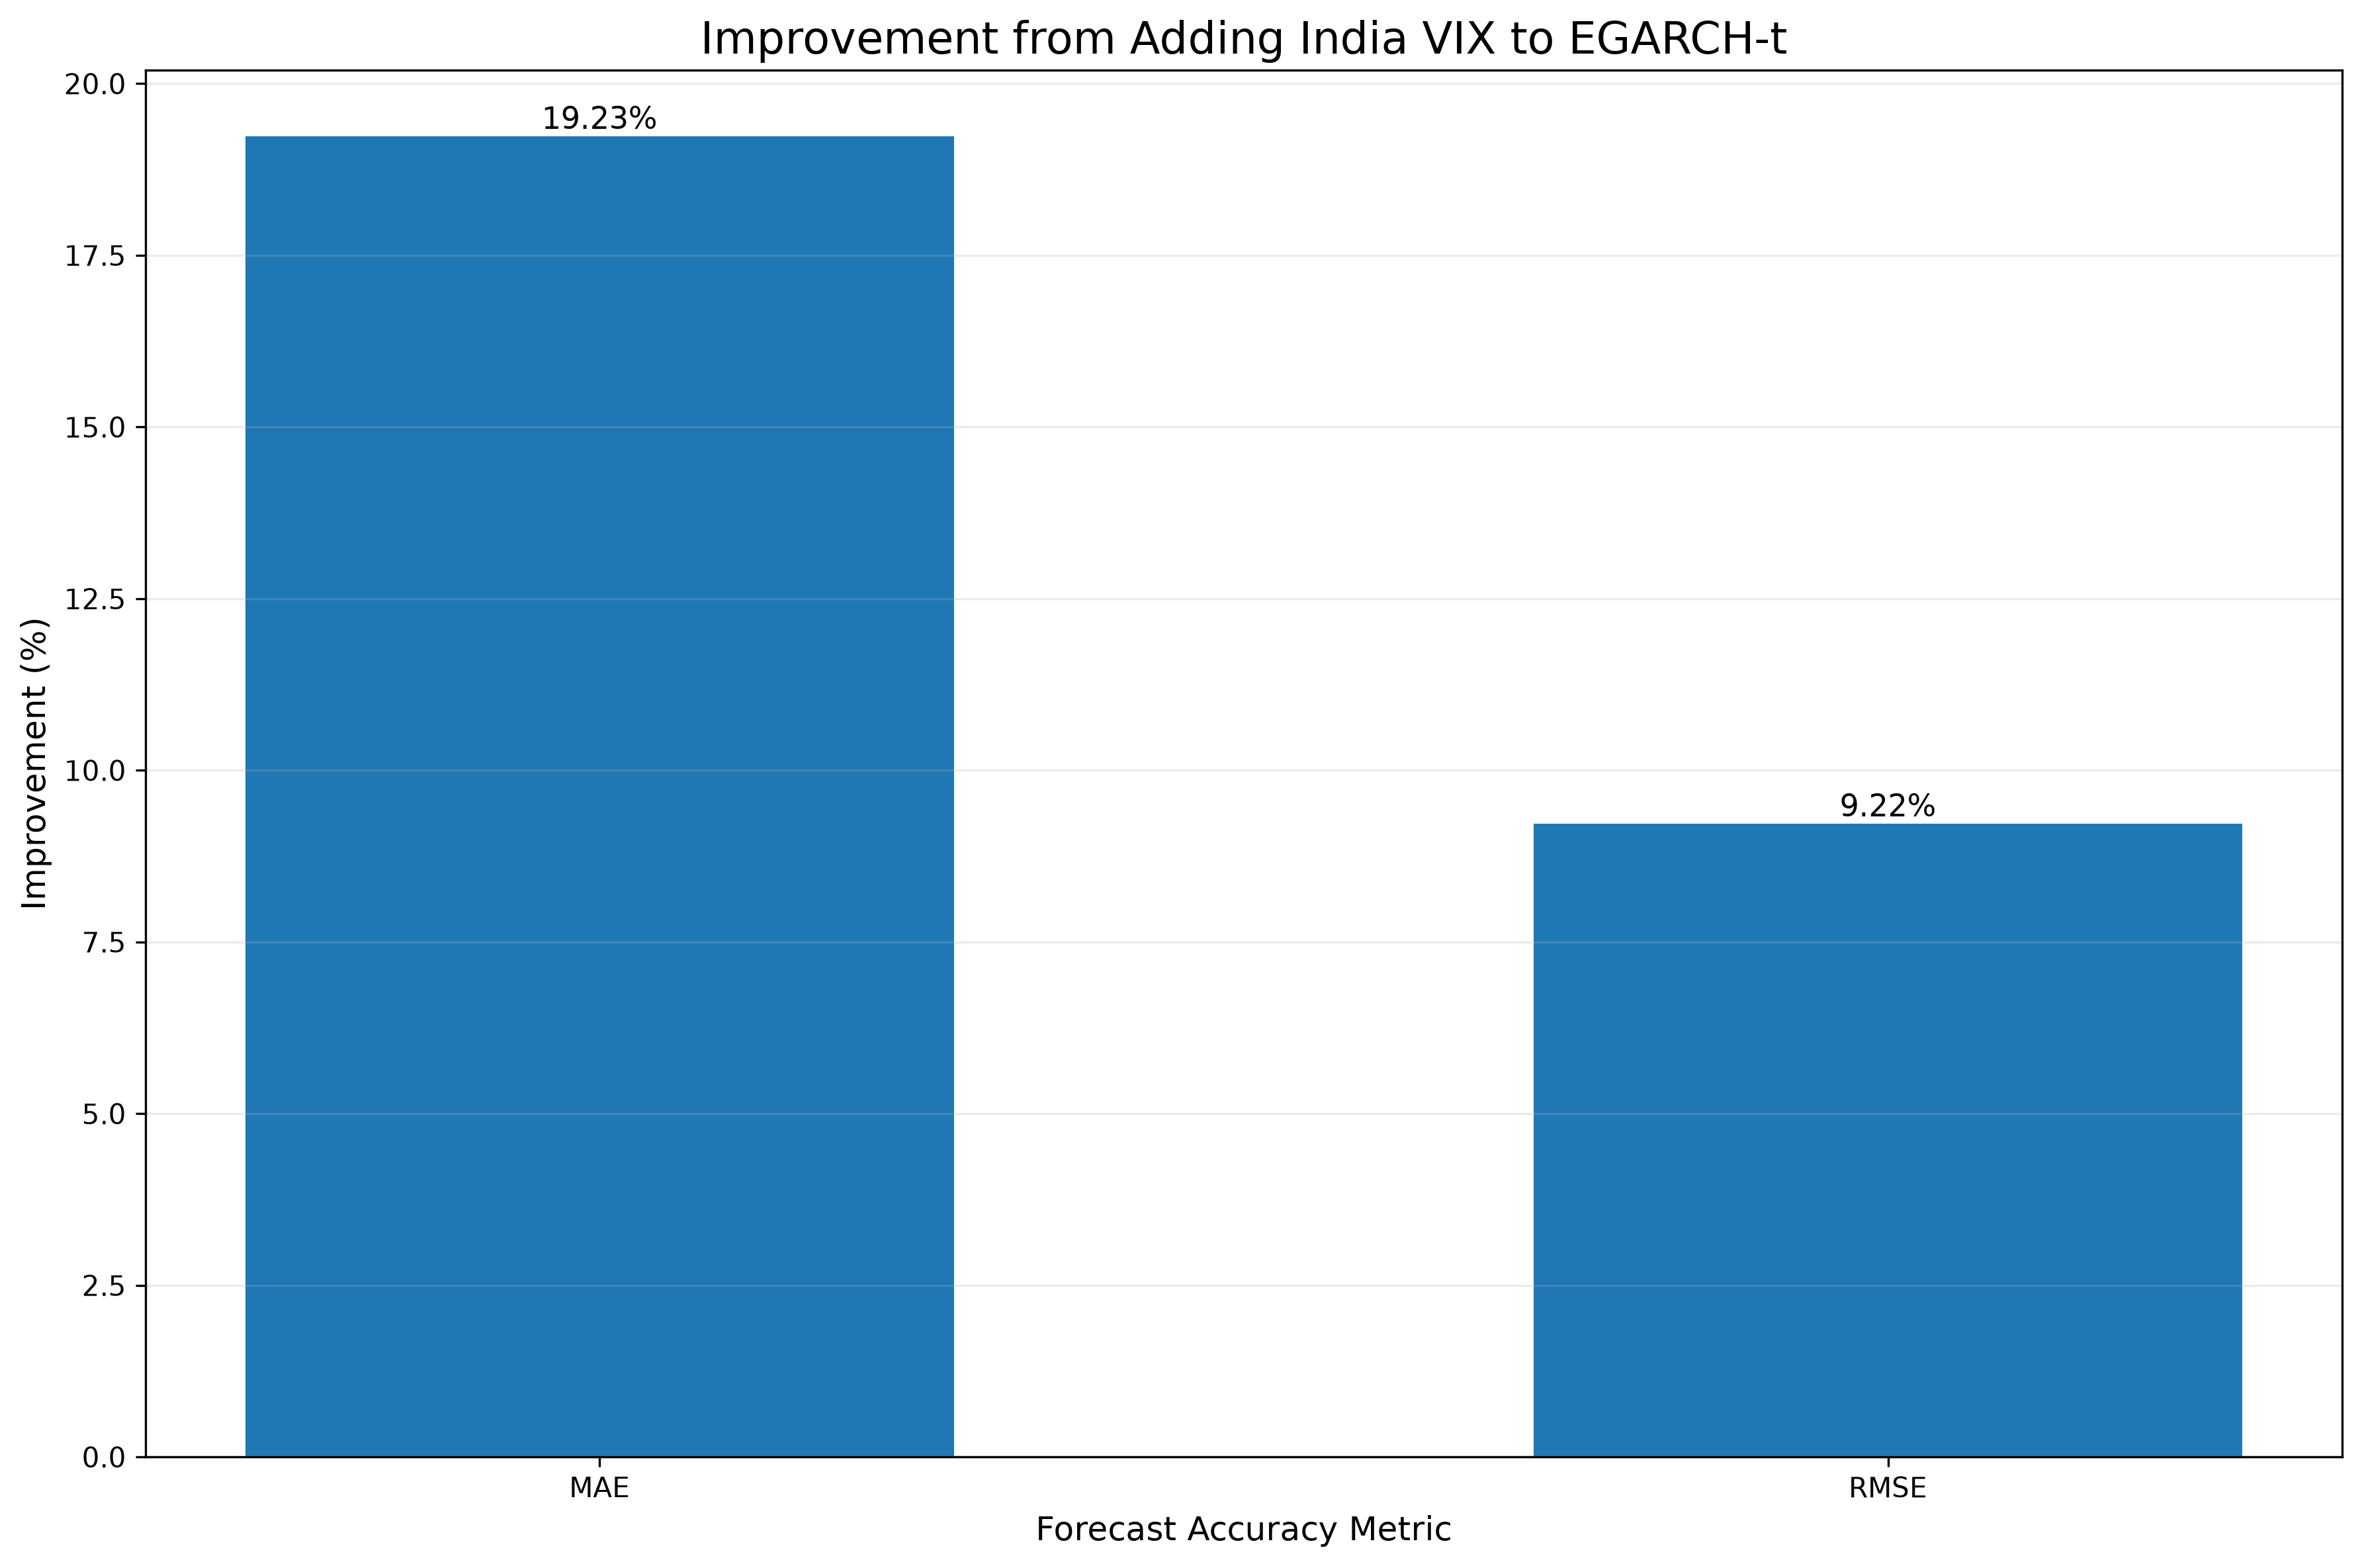 Improvement from Adding India VIX to EGARCH-t
Improvement (%)
20.0
17.5
15.0
12.5
10.0
7.5
5.0
2.5
0.0
19.23%
9.22%
MAE
RMSE
Forecast Accuracy Metric